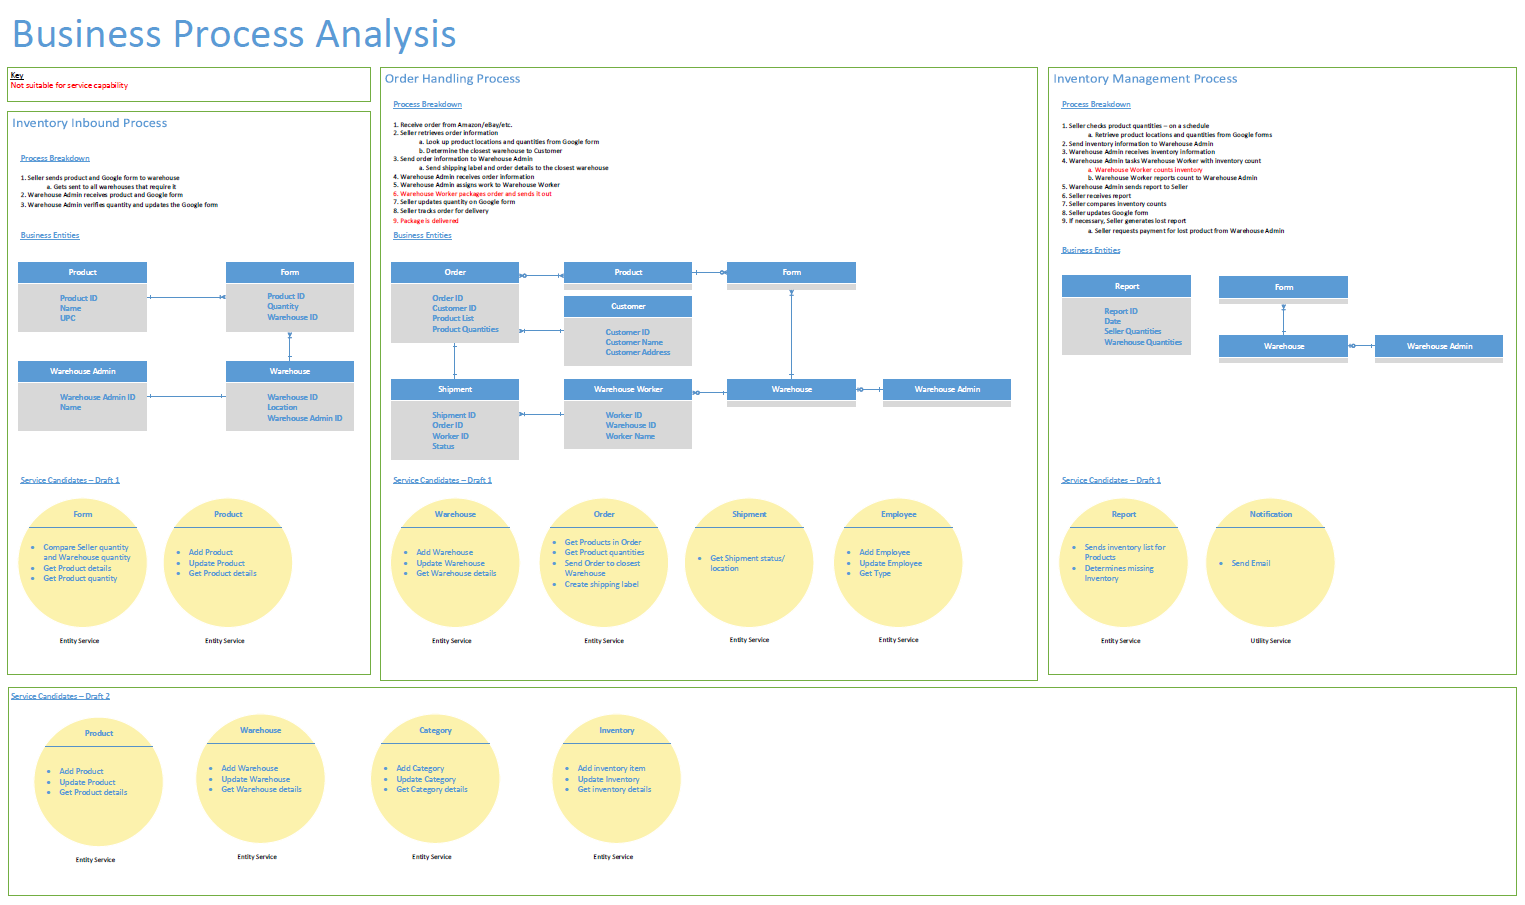 Business Process Analysis
Key
Not suitable for service capability
Inventory Inbound Process
Process Breakdown
1. Seller sends product and Google form to warehouse
a. Gets sent to all warehouses that require it
2. Warehouse Admin receives product and Google form
3. Warehouse Admin verifies quantity and updates the Google form
Business Entities
Product
Product ID
Name
UPC
Form
Product ID
Quantity
Warehouse ID
Warehouse Admin
Warehouse Admin ID
Name
Warehouse
Warehouse ID
Location
Warehouse Admin ID
Service Candidates – Draft 1
Form
• Compare Seller quantity
and Warehouse quantity
• Get Product details
• Get Product quantity
Entity Service
Product
• Add Product
• Update Product
• Get Product details
Entity Service
Order Handling Process
Process Breakdown
1. Receive order from Amazon/eBay/etc.
2. Seller retrieves order information
a. Look up product locations and quantities from Google form
b. Determine the closest warehouse to Customer
3. Send order information to Warehouse Admin
a. Send shipping label and order details to the closest warehouse
4. Warehouse Admin receives order information
5. Warehouse Admin assigns work to Warehouse Worker
6. Warehouse Worker packages order and sends it out
7. Seller updates quantity on Google form
8. Seller tracks order for delivery
9. Package is delivered
Business Entities
Order
Order ID
Customer ID
Product List
Product Quantities
Product
Form
Customer
Customer ID
Customer Name
Customer Address
Shipment
Shipment ID
Order ID
Worker ID
Status
Warehouse Worker
Worker ID
Warehouse ID
Worker Name
Warehouse
Warehouse Admin
Service Candidates – Draft 1
Warehouse
• Add Warehouse
• Update Warehouse
• Get Warehouse details
Entity Service
Order
• Get Products in Order
• Get Product quantities
• Send Order to closest
Warehouse
• Create shipping label
Entity Service
Shipment
• Get Shipment status/
location
Entity Service
Employee
• Add Employee
• Update Employee
• Get Type
Entity Service
Inventory Management Process
Process Breakdown
1. Seller checks product quantities – on a schedule
a. Retrieve product locations and quantities from Google forms
2. Send inventory information to Warehouse Admin
3. Warehouse Admin receives inventory information
4. Warehouse Admin tasks Warehouse Worker with inventory count
a. Warehouse Worker counts inventory
b. Warehouse Worker reports count to Warehouse Admin
5. Warehouse Admin sends report to Seller
6. Seller receives report
7. Seller compares inventory counts
8. Seller updates Google form
9. If necessary, Seller generates lost report
a. Seller requests payment for lost product from Warehouse Admin
Business Entities
Report
Report ID
Date
Seller Quantities
Warehouse Quantities
Form
Warehouse
Warehouse Admin
Service Candidates – Draft 1
Report
• Sends inventory list for
Products
• Determines missing
Inventory
Entity Service
Notification
• Send Email
Utility Service
Service Candidates – Draft 2
Product
• Add Product
• Update Product
• Get Product details
Entity Service
Warehouse
• Add Warehouse
• Update Warehouse
• Get Warehouse details
Entity Service
Category
• Add Category
• Update Category
• Get Category details
Entity Service
Inventory
• Add inventory item
• Update Inventory
• Get inventory details
Entity Service